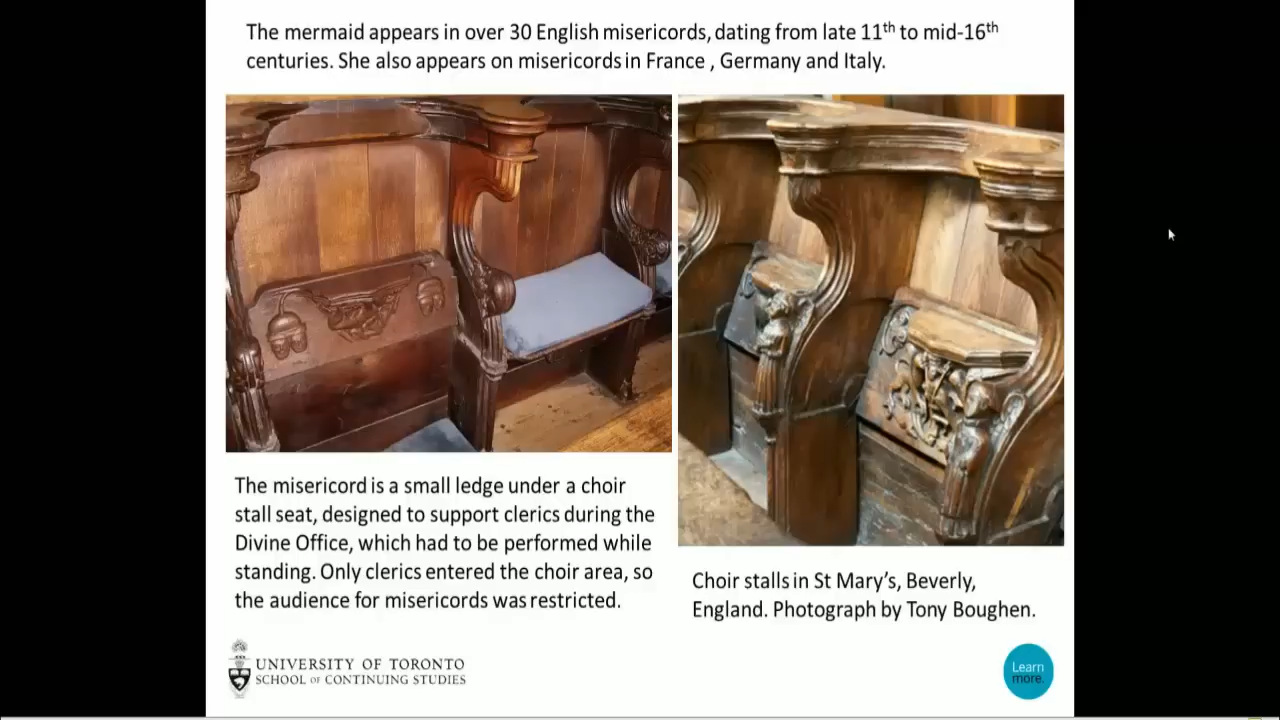 The mermaid appears in over 30 English misericords, dating from late 11th to mid-16th
centuries. She also appears on misericords in France , Germany and Italy.
The misericord is a small ledge under a choir
stall seat, designed to support clerics during the
Divine Office, which had to be performed while
standing. Only clerics entered the choir area, so
the audience for misericords was restricted.
Choir stalls in St Mary’s, Beverly,
England. Photograph by Tony Boughen.
UNIVERSITY OF TORONTO
SCHOOL OF CONTINUING STUDIES
Learn
more.